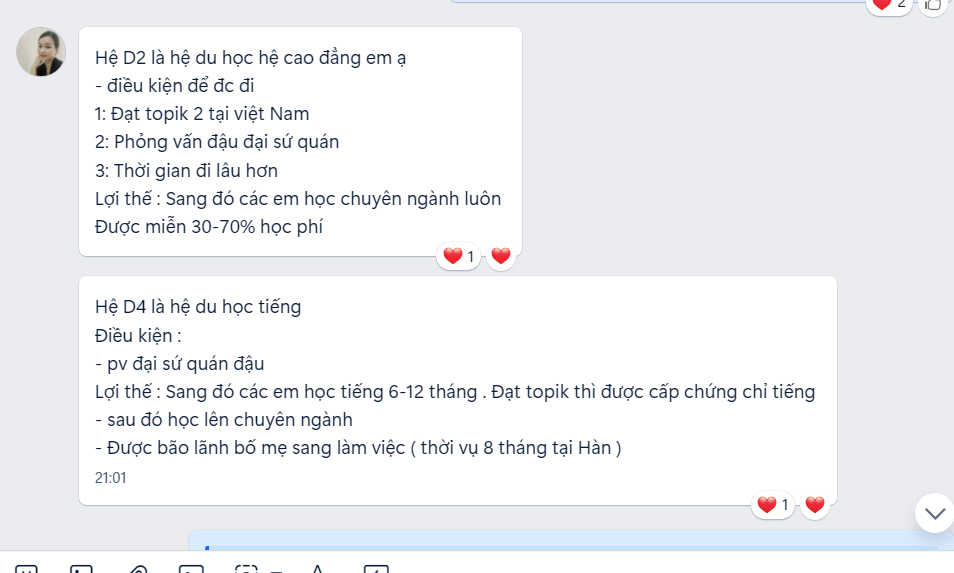 2
Hệ D2 là hệ du học hệ cao đẳng em ạ
- điều kiện để đc đi
1: Đạt topik 2 tại việt Nam
2: Phỏng vấn đậu đại sứ quán
3: Thời gian đi lâu hơn
Lợi thế : Sang đó các em học chuyên ngành luôn
Được miễn 30-70% học phí
1
Hệ D4 là hệ du học tiếng
Điều kiện :
- pv đại sứ quán đậu
Lợi thế : Sang đó các em học tiếng 6-12 tháng . Đạt topik thì được cấp chứng chỉ tiếng
- sau đó học lên chuyên ngành
- Được bão lãnh bố mẹ sang làm việc ( thời vụ 8 tháng tại Hàn )
21:01
1